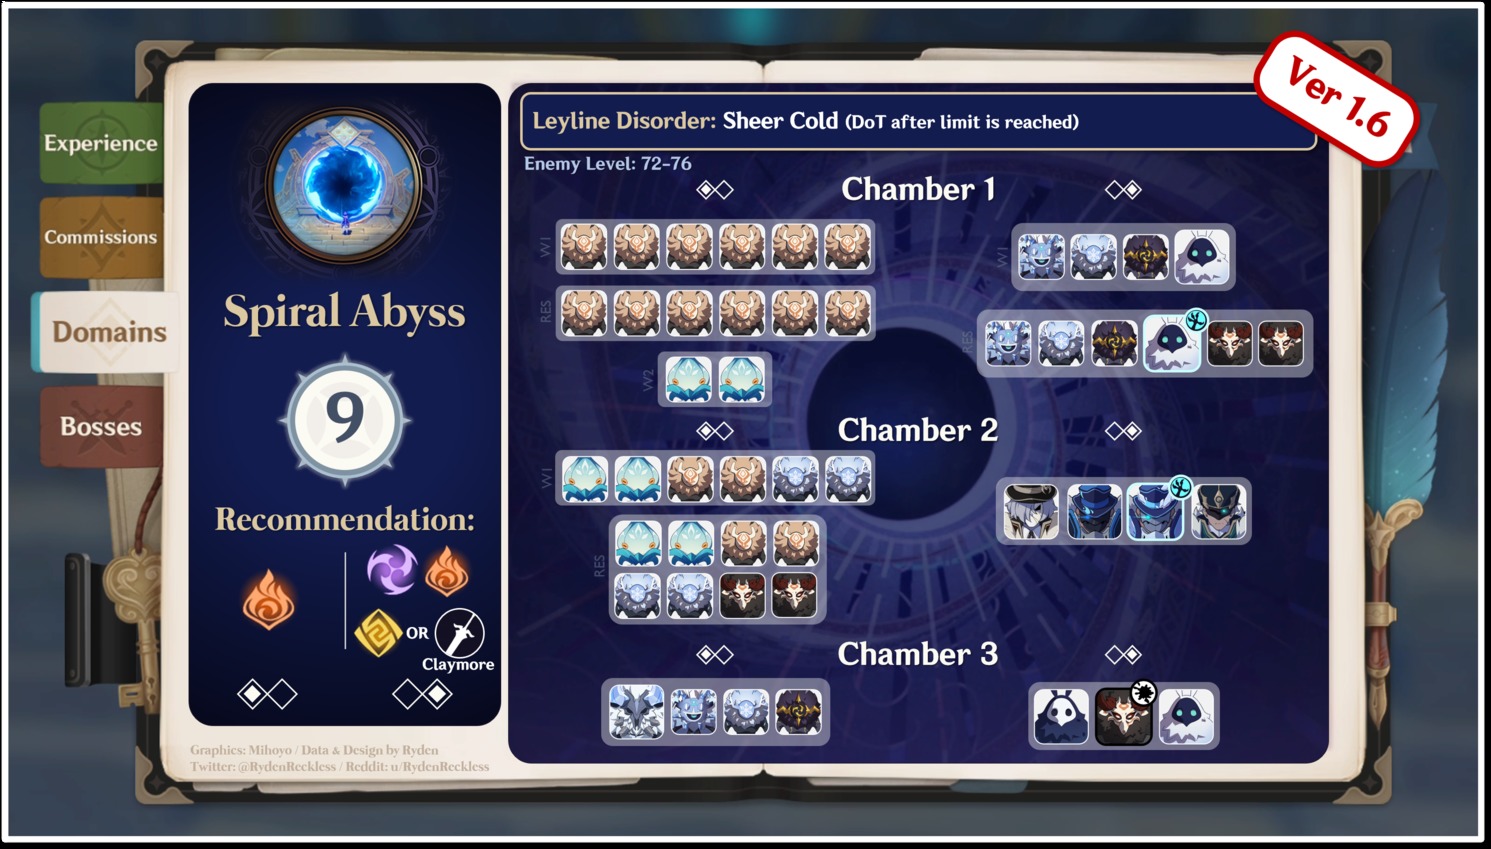 Ver 1.6
Experience
Commissions
Domains
Bosses
Spiral Abyss
9
Recommendation:
OR
Claymore
Graphics: Mihoyo / Data & Design by Ryden
Twitter: @RydenReckless / Reddit: u/RydenReckless
Leyline Disorder: Sheer Cold (DoT after limit is reached)
Enemy Level: 72-76
Chamber 1
W1
W1
RES
RES
W2
Chamber 2
W1
RES
Chamber 3